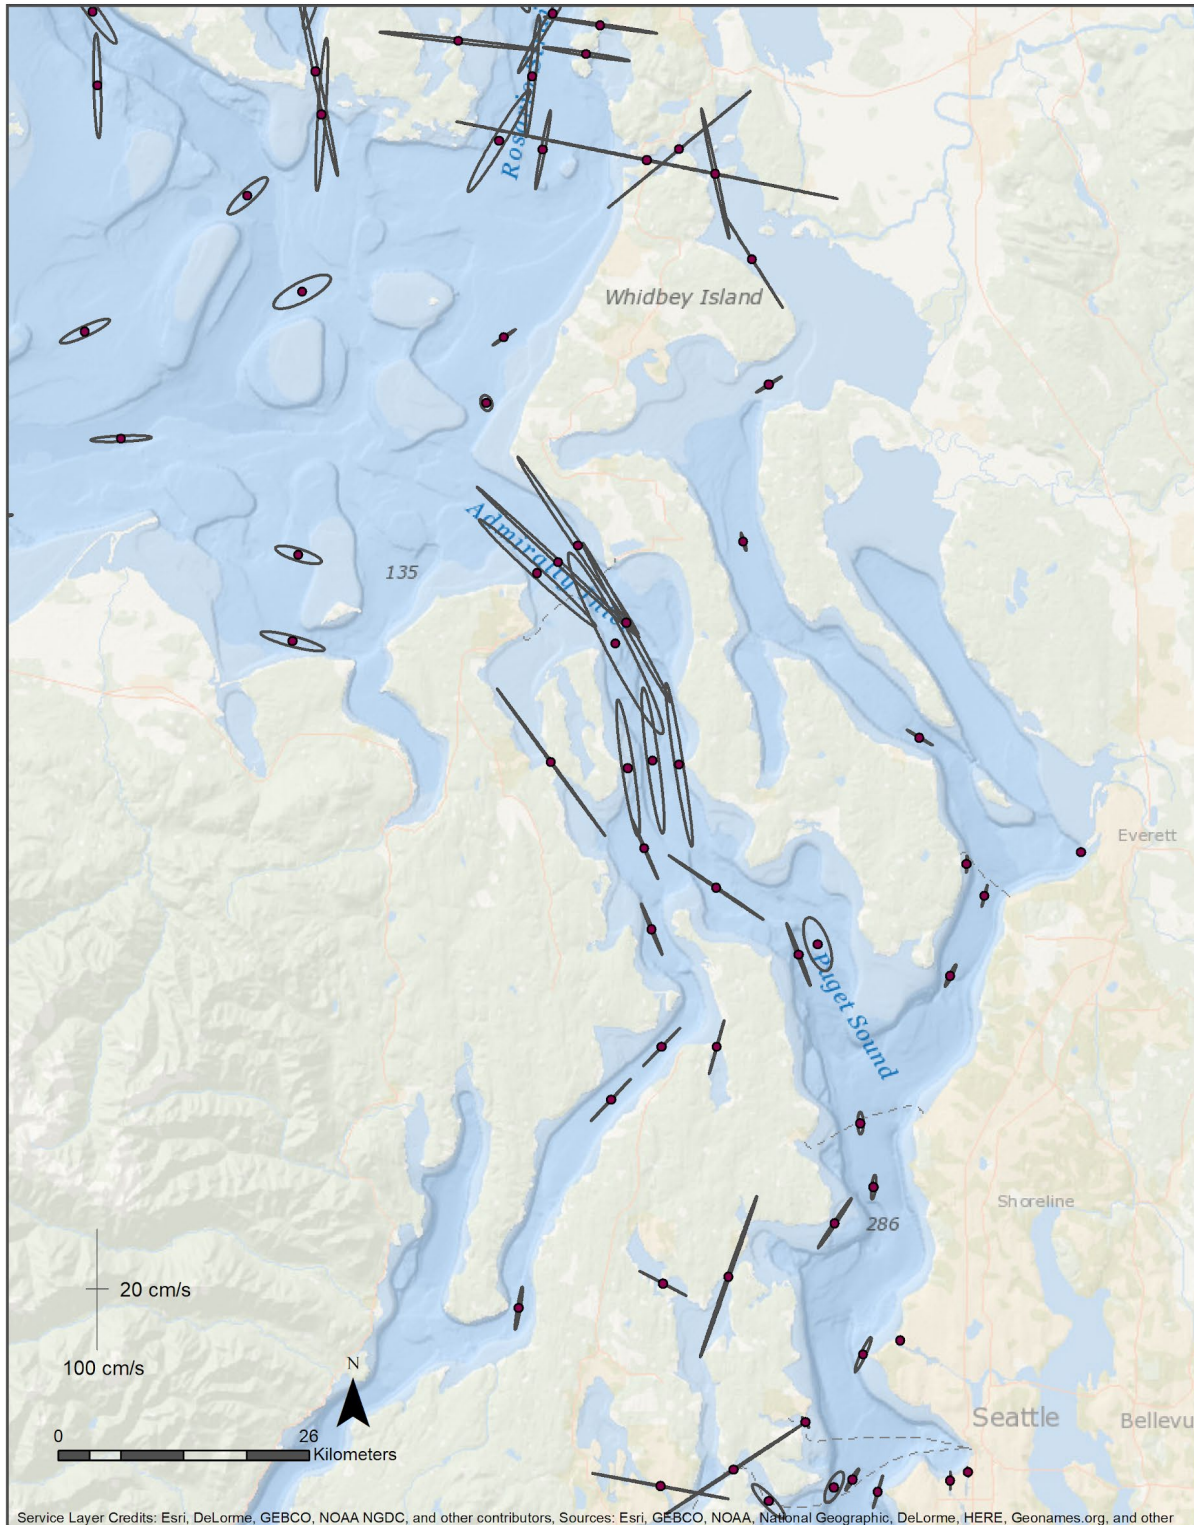 Rosario Strait
Whidbey Island
Admiralty Inlet
135
Everett
Puget Sound
Shoreline
286
20 cm/s
100 cm/s
N
0 26
Kilometers
Seattle
Bellevu
Service Layer Credits: Esri, DeLorme, GEBCO, NOAA NGDC, and other contributors, Sources: Esri, GEBCO, NOAA, National Geographic, DeLorme, HERE, Geonames.org, and other